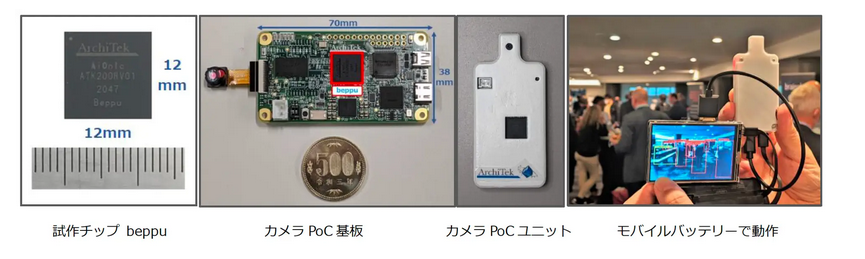 ArchiTek
AiOnIc
ATK200RV01
2047
Beppu
12
mm
12mm
70mm
ArchiTek
beppu
38
mm
500
ArchiTek
試作チップ beppu
カメラ PoC 基板
カメラ PoC ユニット
モバイルバッテリーで動作